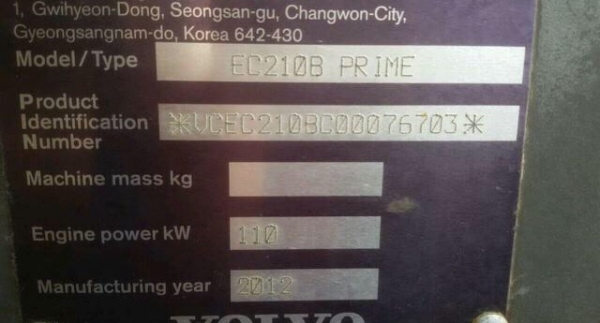 1, Gwihyeon-Dong, Seongsan-gu, Changwon-City,
Gyeongsangnam-do, Korea 642-430
Model/Type EC210B PRIME
Product
Identification
Number *VCEC210BC00076703*
Machine mass kg
Engine power kW 110
Manufacturing year 2012
VOLVO